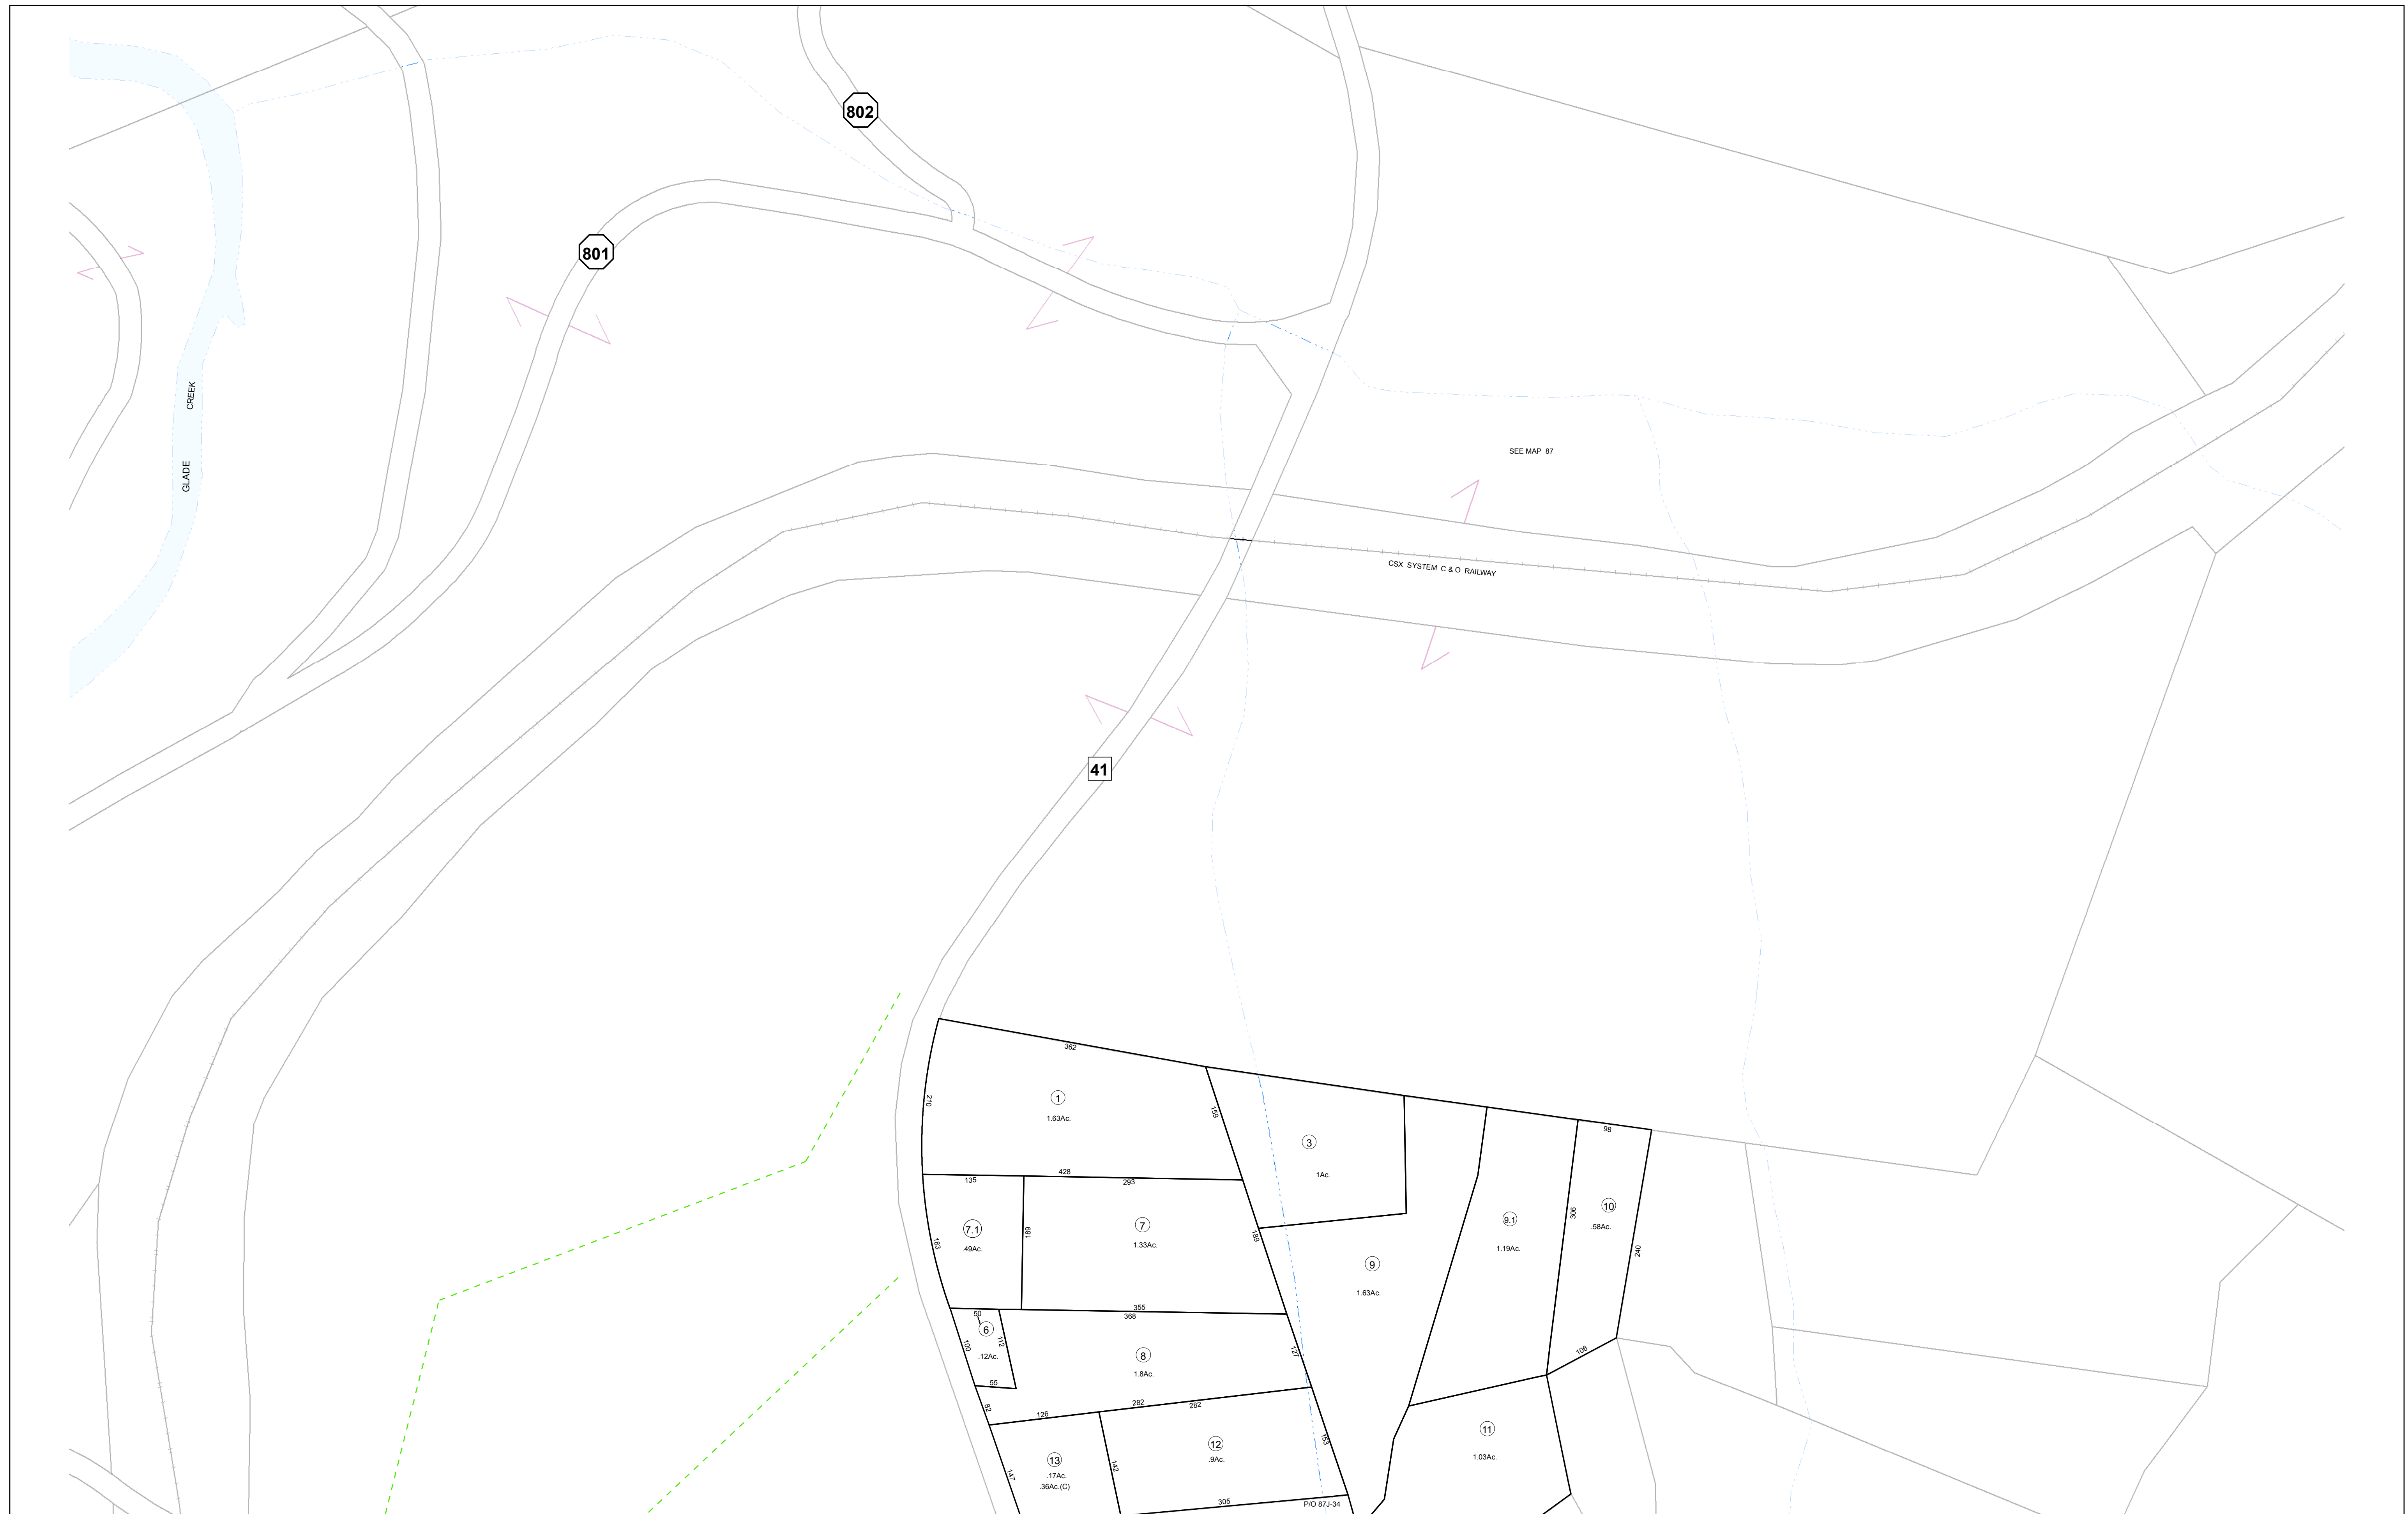 802
801
CREEK
GLADE
SEE MAP 87
CSX SYSTEM C & O RAILWAY
41
362
210
1
1.63Ac.
159
3
1Ac.
98
428
135
293
7.1
.49Ac.
183
189
7
1.33Ac.
189
9
1.63Ac.
9.1
1.19Ac.
306
10
.58Ac.
240
355
368
50
6
.12Ac.
100
112
55
8
1.8Ac.
127
106
82
126
282
282
11
1.03Ac.
12
.9Ac.
153
13
.17Ac.
.36Ac.(C)
147
142
305
P/O 87J-34